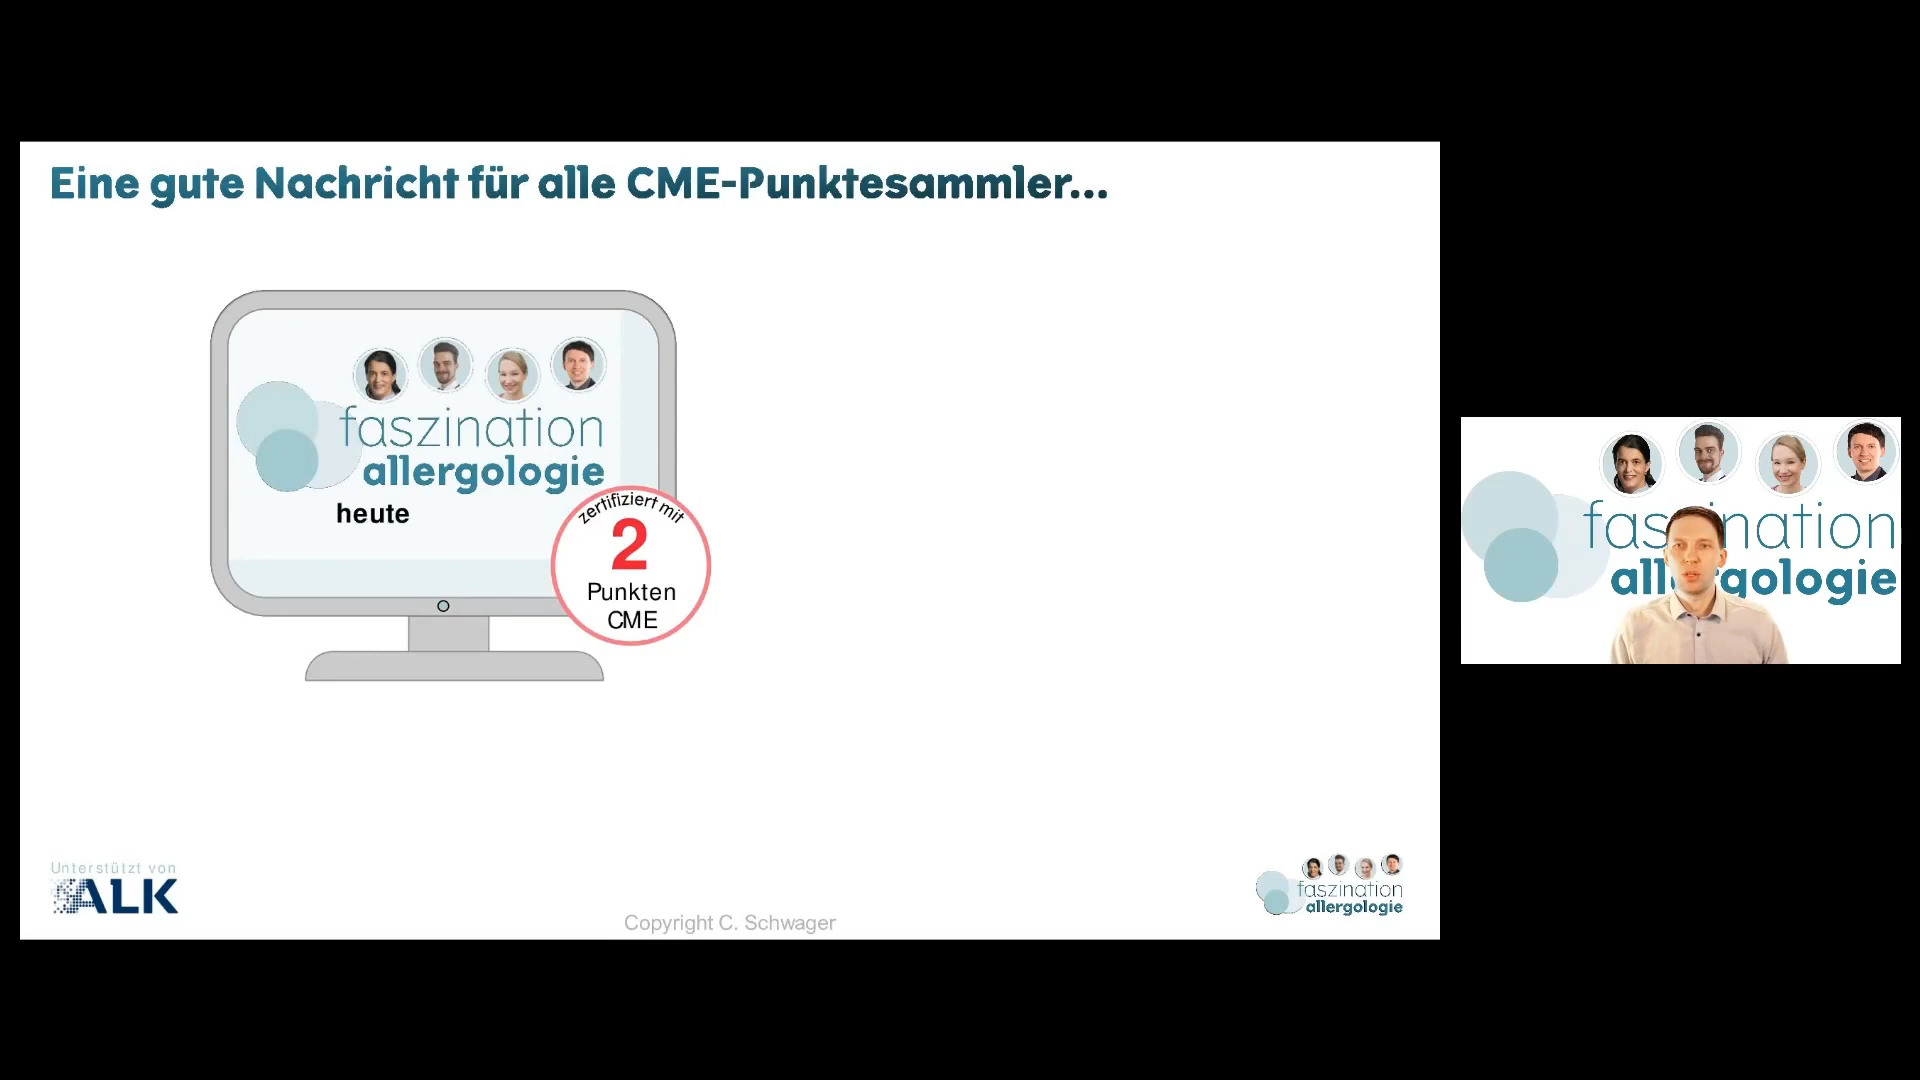 Eine gute Nachricht für alle CME-Punktesammler...
faszination
allergologie
heute
zertifiziert mit
2
Punkten
CME
Unterstützt von
ALK
Copyright C. Schwager
faszination
allergologie
faszination
allergologie